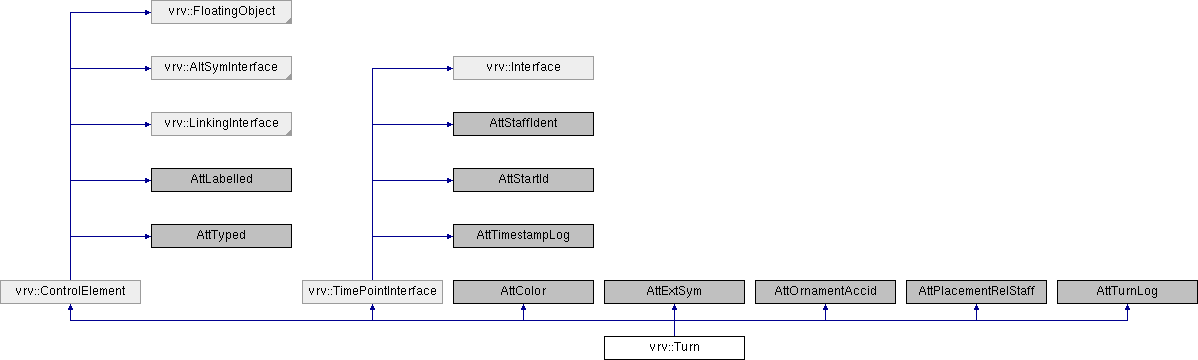 vrv::FloatingObject
vrv::AltSymInterface
vrv::Interface
vrv::LinkingInterface
AttStaffIdent
AttLabelled
AttStartId
AttTyped
AttTimestampLog
vrv::ControlElement
vrv::TimePointInterface
AttColor
AttExtSym
AttOrnamentAccid
AttPlacementRelStaff
AttTurnLog
vrv::Turn